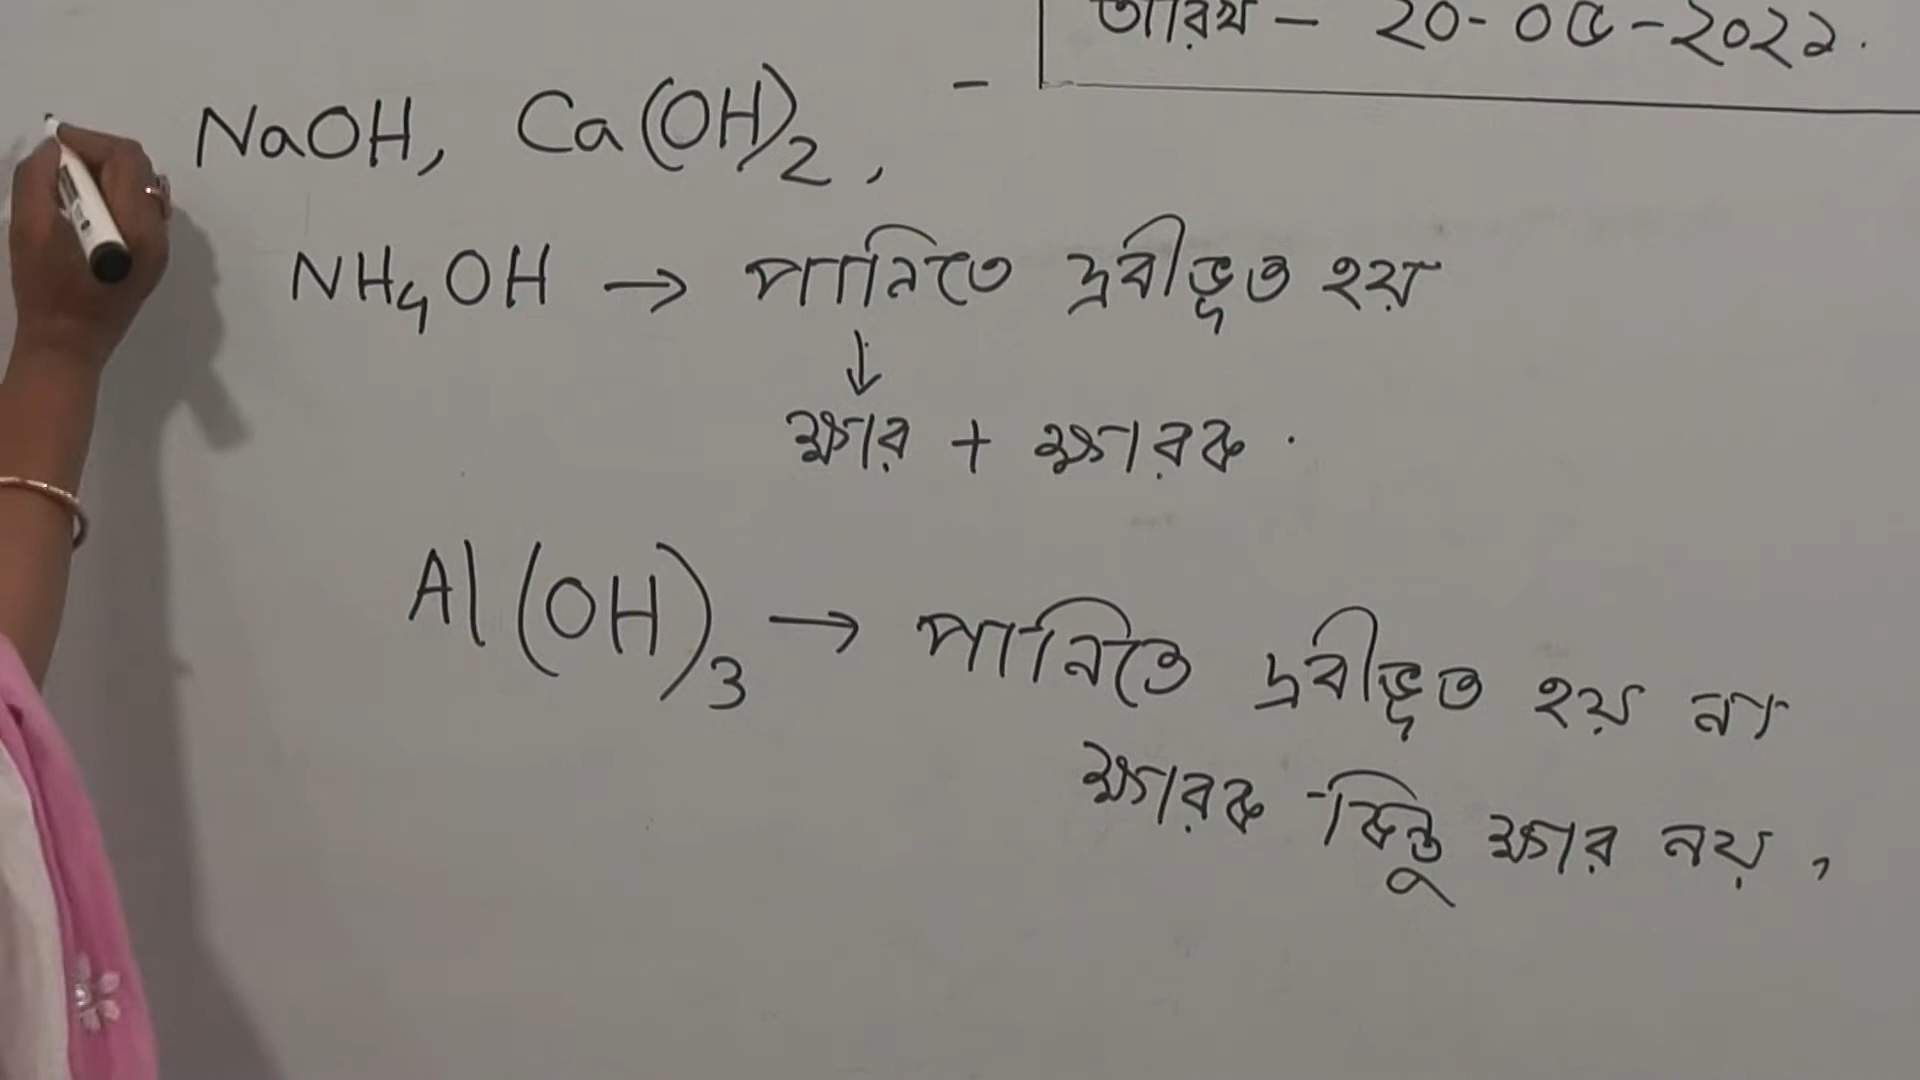 তারিখ – ২০-০৫-২০২২.
NaOH, Ca(OH)₂, –
NH₄OH → পানিতে দ্রবীভূত হয়
↓
ক্ষার + ক্ষারক .
Al(OH)₃ → পানিতে দ্রবীভূত হয় না
ক্ষারক কিন্তু ক্ষার নয় ,